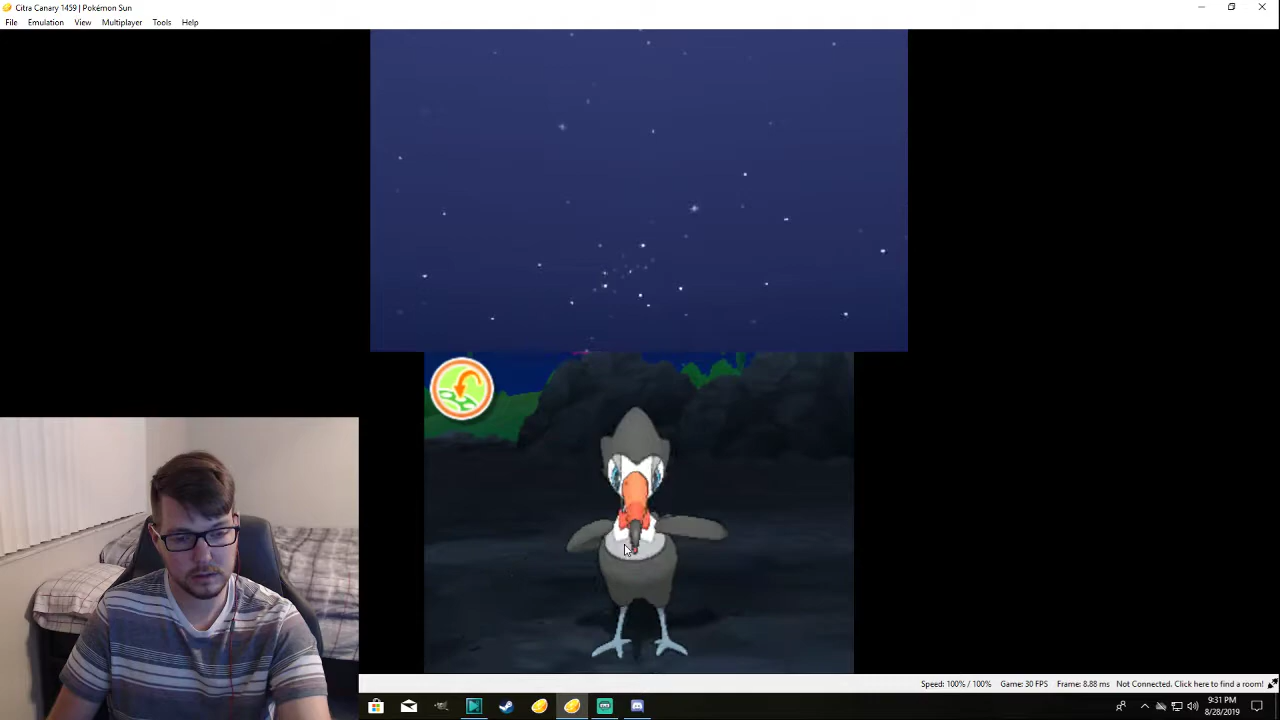 Citra Canary 1459 | Pokémon Sun
File Emulation View Multiplayer Tools Help
Speed: 100% / 100% Game: 30 FPS Frame: 8.88 ms Not Connected. Click here to find a room!
9:31 PM
8/28/2019